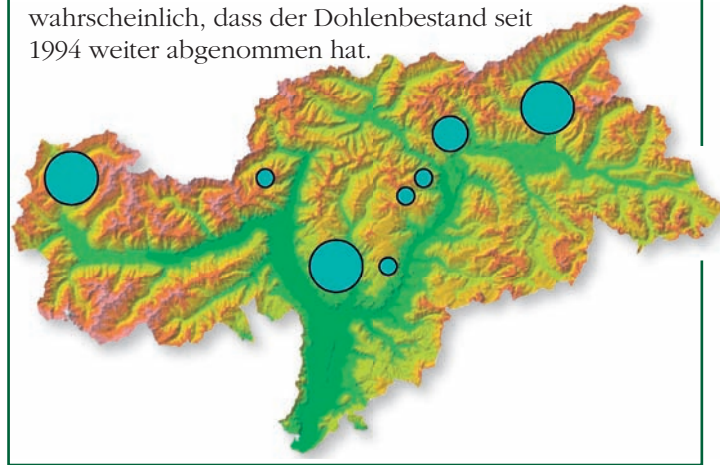 wahrscheinlich, dass der Dohlenbestand seit
1994 weiter abgenommen hat.